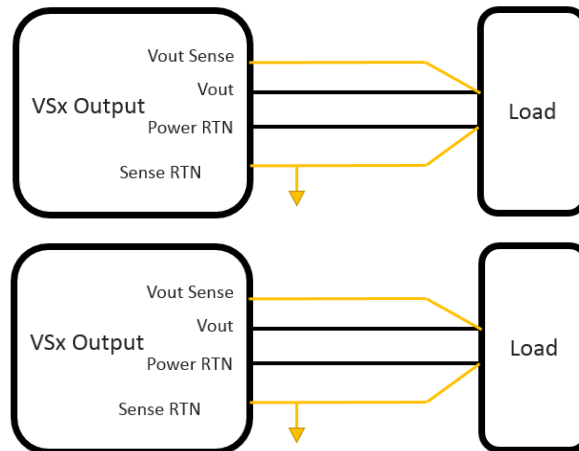 Vout Sense
Vout
VSx Output
Load
Power RTN
Sense RTN
Vout Sense
Vout
VSx Output
Load
Power RTN
Sense RTN